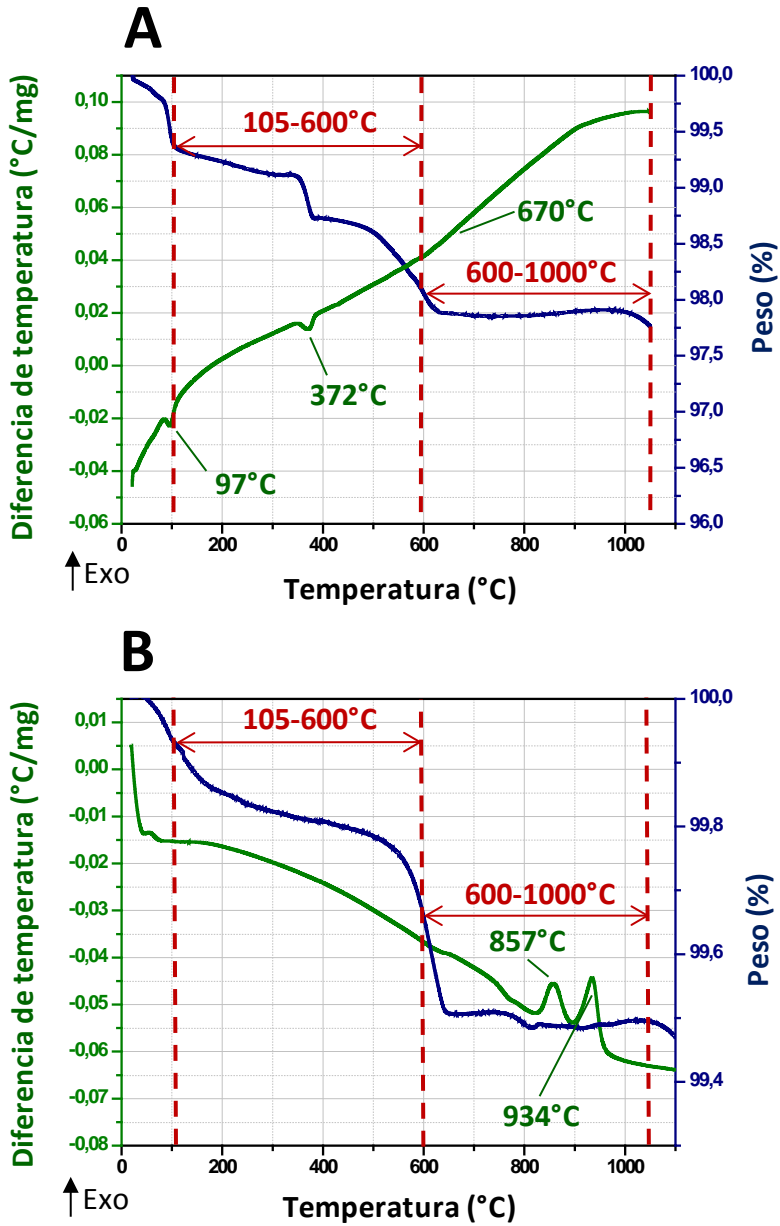 A
Diferencia de temperatura (°C/mg)
0,10
0,08
0,06
0,04
0,02
0,00
-0,02
-0,04
-0,06
105-600°C
670°C
600-1000°C
372°C
97°C
100,0
99,5
99,0
98,5
98,0
97,5
97,0
96,5
96,0
Peso (%)
0 200 400 600 800 1000
Exo
Temperatura (°C)
B
Diferencia de temperatura (°C/mg)
0,01
0,00
-0,01
-0,02
-0,03
-0,04
-0,05
-0,06
-0,07
-0,08
105-600°C
600-1000°C
857°C
934°C
100,0
99,8
99,6
99,4
Peso (%)
0 200 400 600 800 1000
Exo
Temperatura (°C)